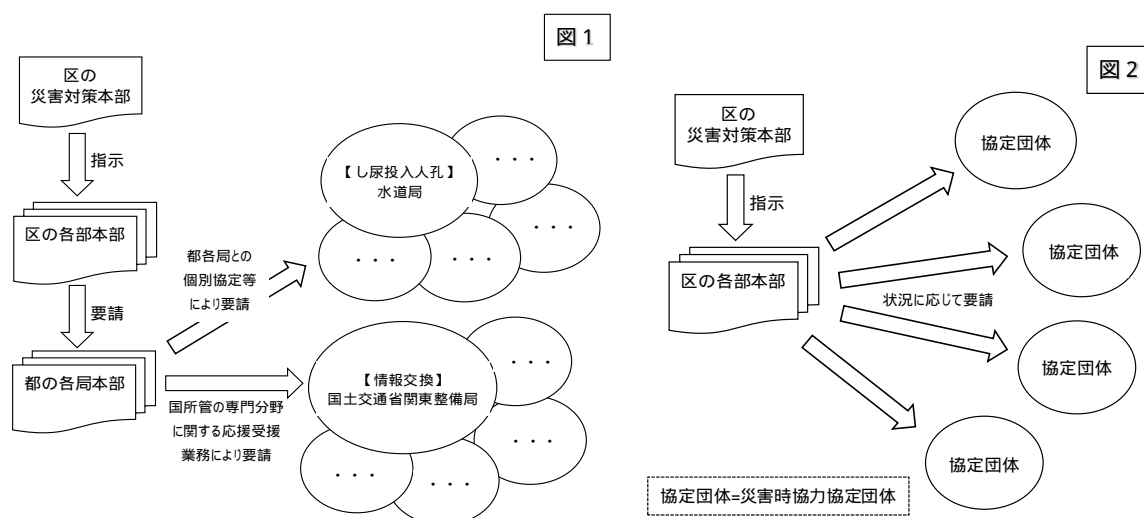 図1
区の
災害対策本部
指示
区の各部本部
要請
都の各局本部
都各局との
個別協定等
により要請
国所管の専門分野
に関する応援受援
業務により要請
【し尿投入人孔】
水道局
・・・
・・・
・・・
・・・
【情報交換】
国土交通省関東整備局
・・・
・・・
・・・
・・・
図2
区の
災害対策本部
指示
区の各部本部
状況に応じて要請
協定団体
協定団体
協定団体
協定団体
協定団体=災害時協力協定団体